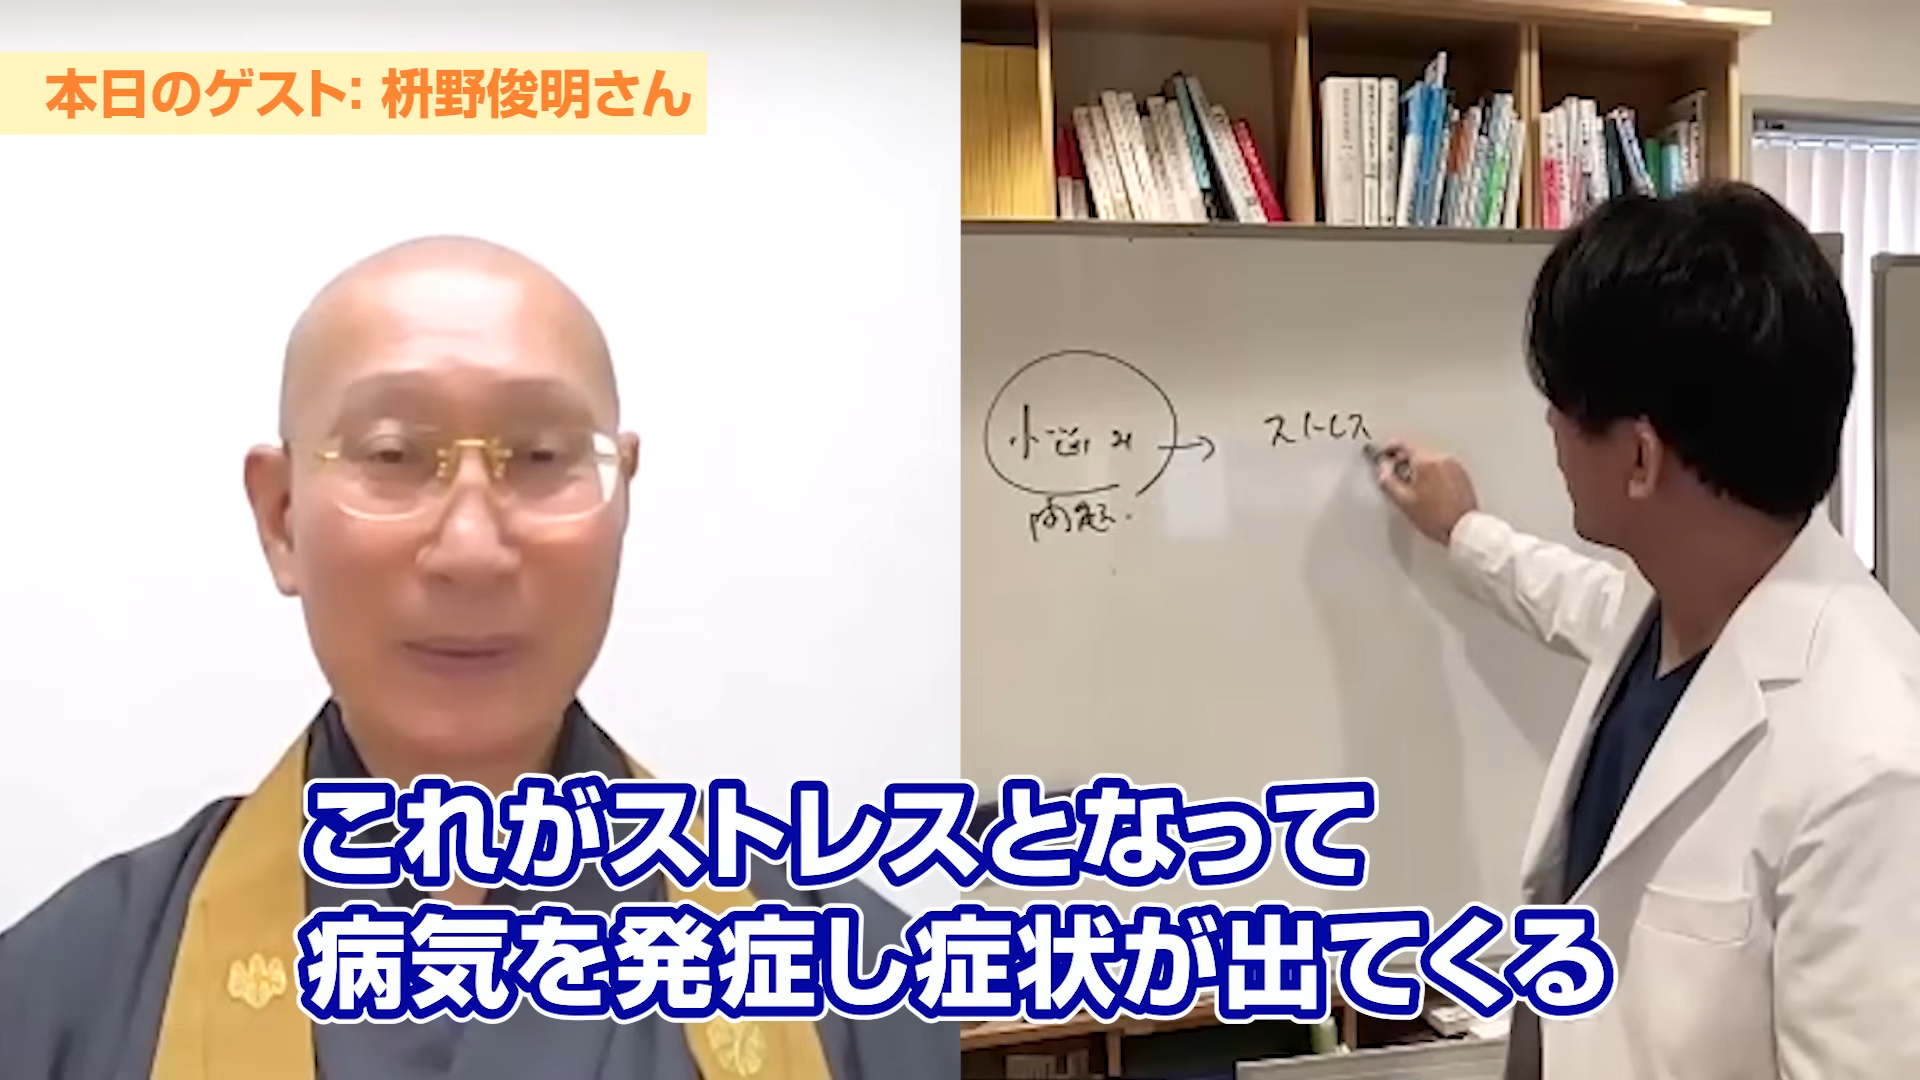 本日のゲスト: 枡野俊明さん
悩み
ストレス
問題
これがストレスとなって
病気を発症し症状が出てくる